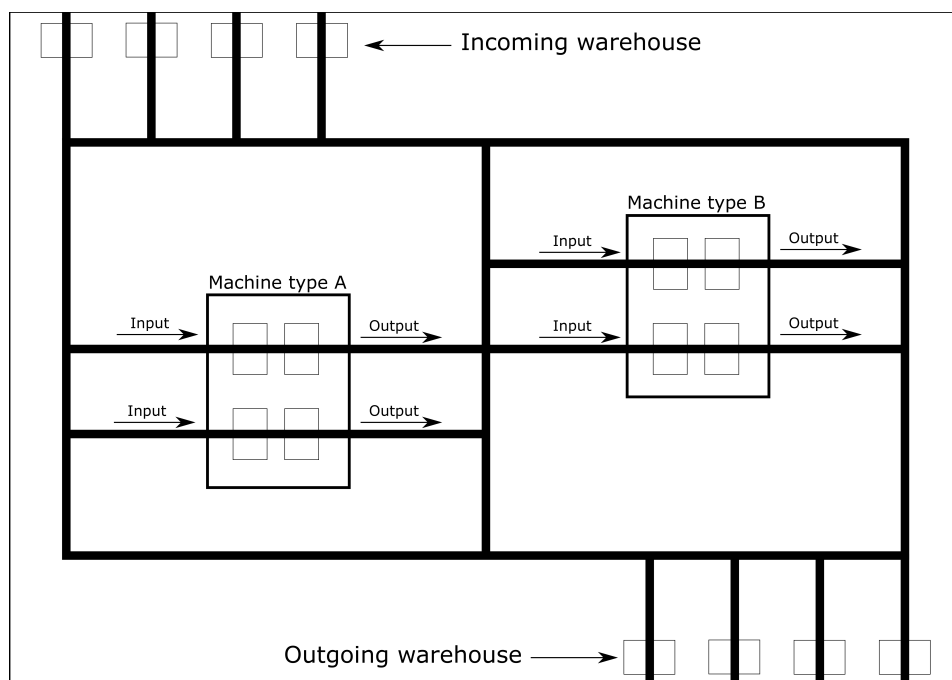 Incoming warehouse
Machine type B
Input
Output
Machine type A
Input
Output
Input
Output
Input
Output
Outgoing warehouse